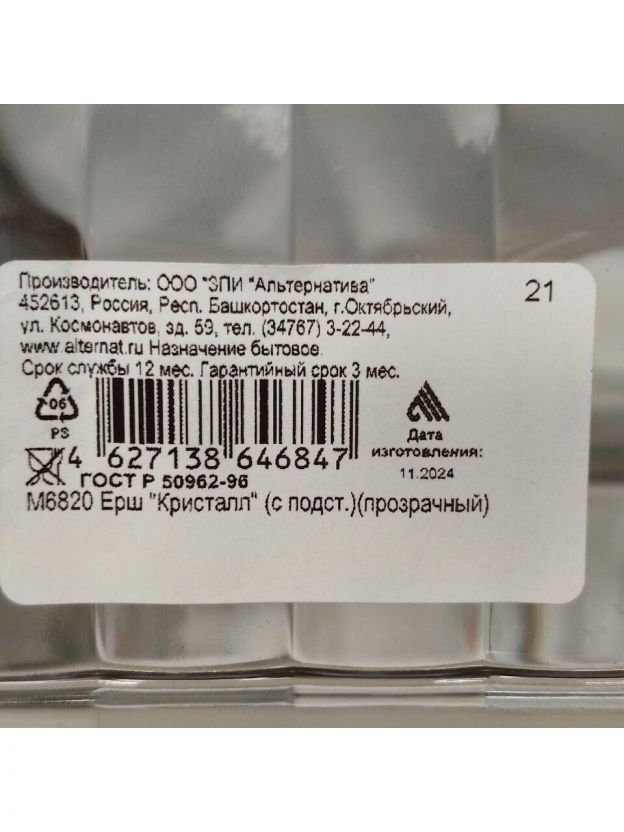 Производитель: ООО "ЗПИ "Альтернатива"
21
452613, Россия, Респ. Башкортостан, г.Октябрьский,
ул. Космонавтов, зд. 59, тел. (34767) 3-22-44,
www.alternat.ru Назначение бытовое.
Срок службы 12 мес. Гарантийный срок 3 мес.
06
PS
Дата
изготовления:
11.2024
4 627138 646847
ГОСТ Р 50962-96
М6820 Ерш "Кристалл" (с подст.)(прозрачный)